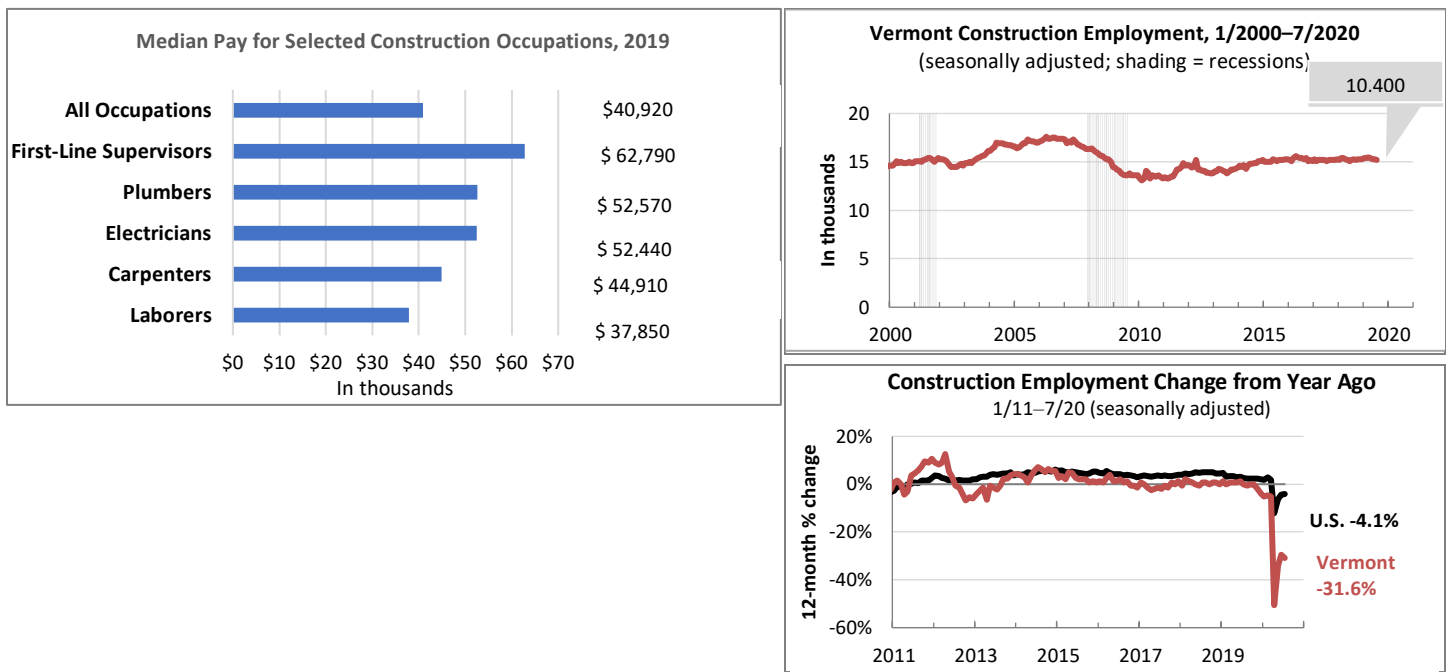 Median Pay for Selected Construction Occupations, 2019
All Occupations $40,920
First-Line Supervisors $ 62,790
Plumbers $ 52,570
Electricians $ 52,440
Carpenters $ 44,910
Laborers $ 37,850
$0 $10 $20 $30 $40 $50 $60 $70
In thousands
Vermont Construction Employment, 1/2000–7/2020
(seasonally adjusted; shading = recessions)
10.400
In thousands
20
15
10
5
0
2000 2005 2010 2015 2020
Construction Employment Change from Year Ago
1/11–7/20 (seasonally adjusted)
12-month % change
20%
0%
-20%
-40%
-60%
U.S. -4.1%
Vermont
-31.6%
2011 2013 2015 2017 2019